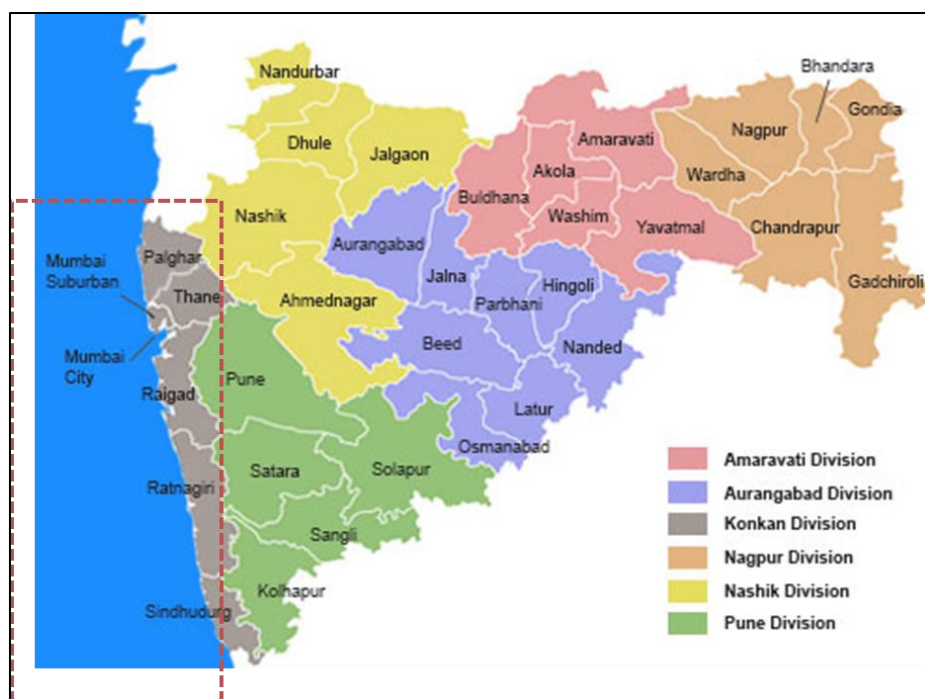 Nandurbar
Bhandara
Gondia
Dhule
Jalgaon
Amaravati
Nagpur
Akola
Wardha
Buldhana
Nashik
Washim
Yavatmal
Chandrapur
Aurangabad
Palghar
Mumbai
Suburban
Jalna
Hingoli
Gadchiroli
Thane
Ahmednagar
Parbhani
Beed
Nanded
Mumbai
City
Pune
Raigad
Latur
Osmanabad
Satara
Solapur
Ratnagiri
Sangli
Kolhapur
Sindhudurg
Amaravati Division
Aurangabad Division
Konkan Division
Nagpur Division
Nashik Division
Pune Division